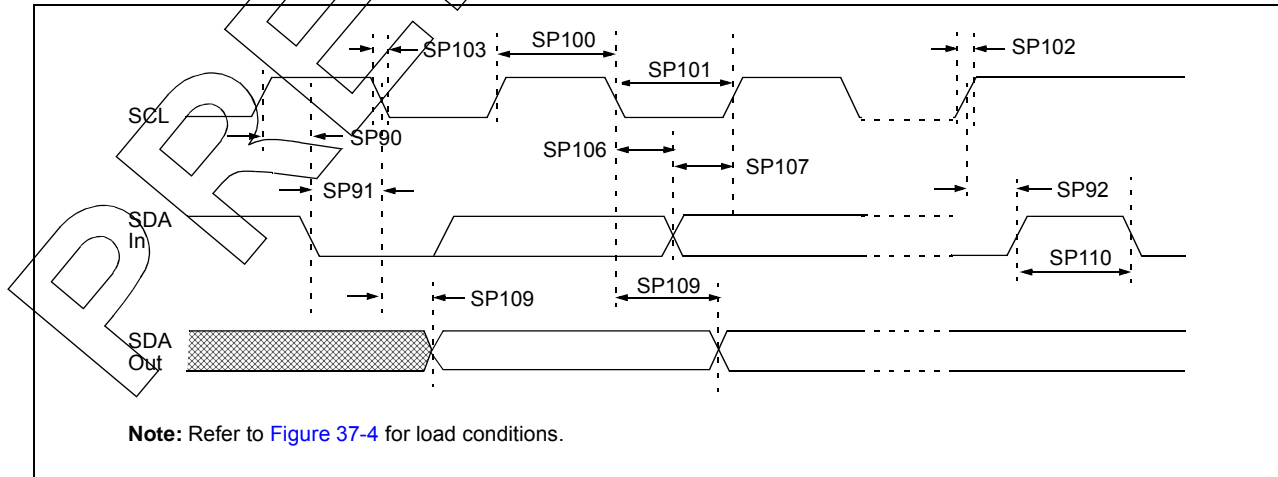 SP103
SP100
SP102
SP101
SCL
SP90
SP106
SP107
SP91
SP92
SDA
In
SP110
SP109
SP109
SDA
Out
Note: Refer to Figure 37-4 for load conditions.
P R E